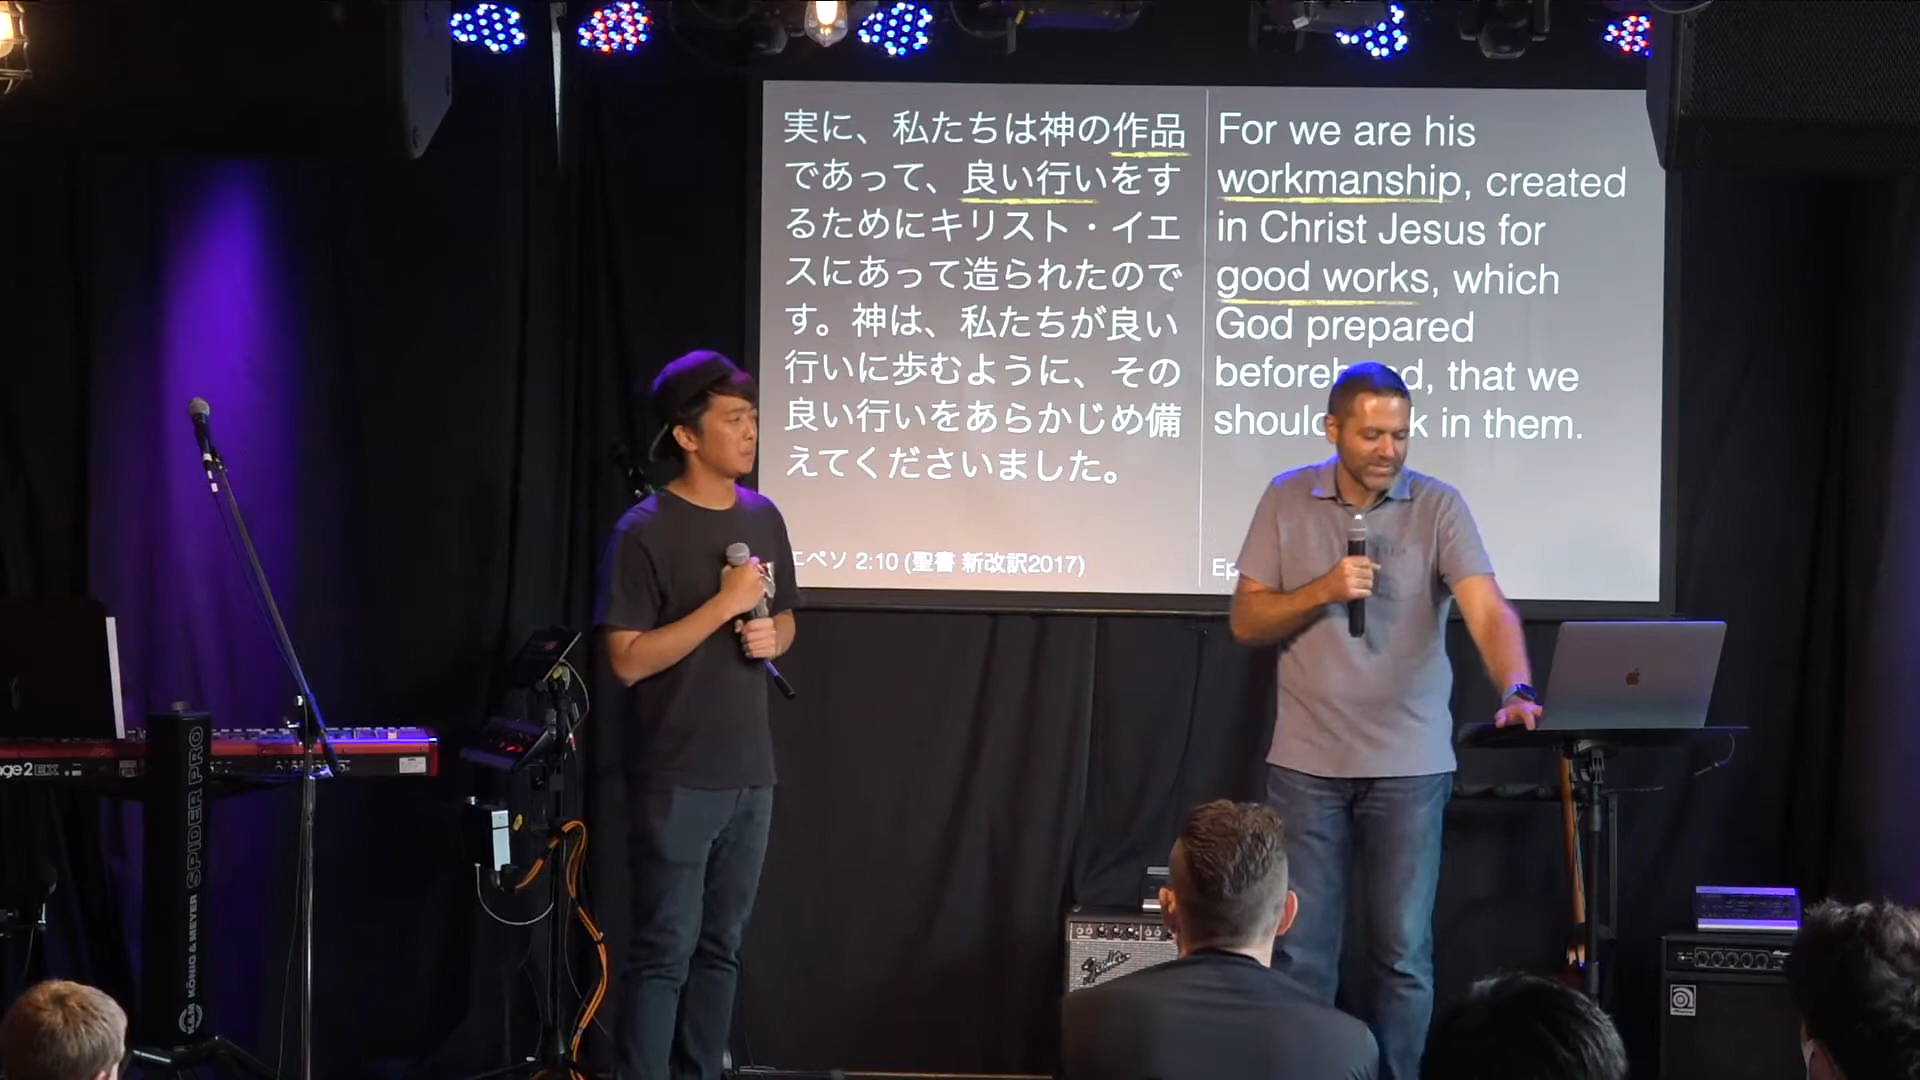 実に、私たちは神の作品
であって、良い行いをす
るためにキリスト・イエ
スにあって造られたので
す。神は、私たちが良い
行いに歩むように、その
良い行いをあらかじめ備
えてくださいました。
エペソ 2:10 (聖書 新改訳2017)
For we are his
workmanship, created
in Christ Jesus for
good works, which
God prepared
that we
in them.
Ep
age 2 EX
K&M KÖNIG & MEYER SPIDER PRO
Fender
Ampeg